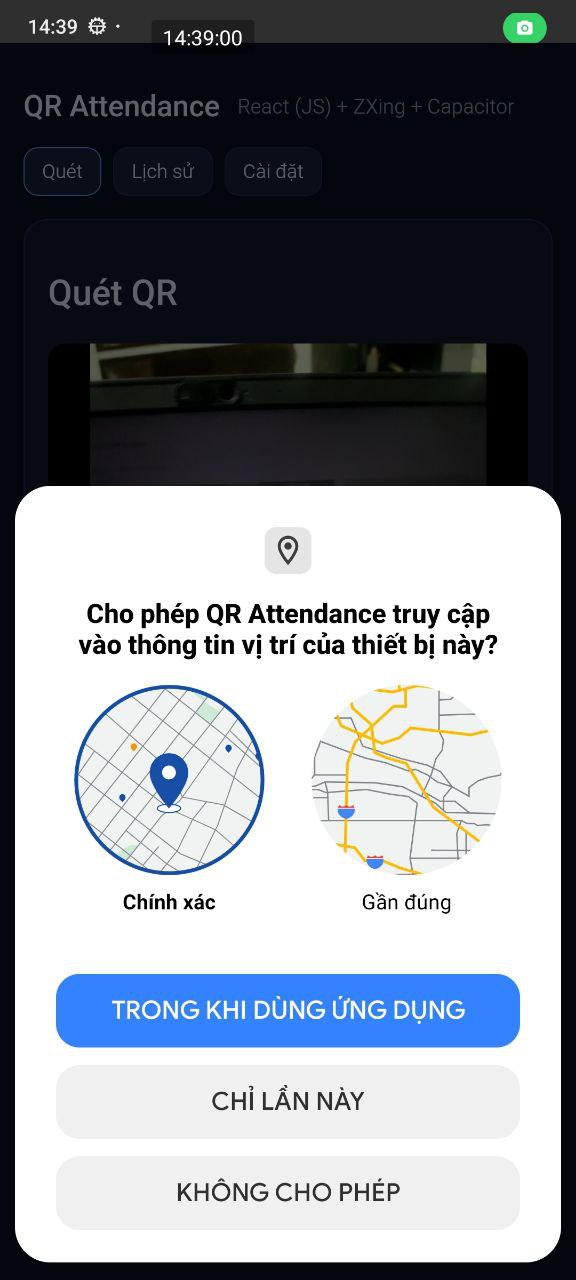 14:39
14:39:00
QR Attendance React (JS) + ZXing + Capacitor
Quét Lịch sử Cài đặt
Quét QR
Cho phép QR Attendance truy cập
vào thông tin vị trí của thiết bị này?
Chính xác Gần đúng
TRONG KHI DÙNG ỨNG DỤNG
CHỈ LẦN NÀY
KHÔNG CHO PHÉP